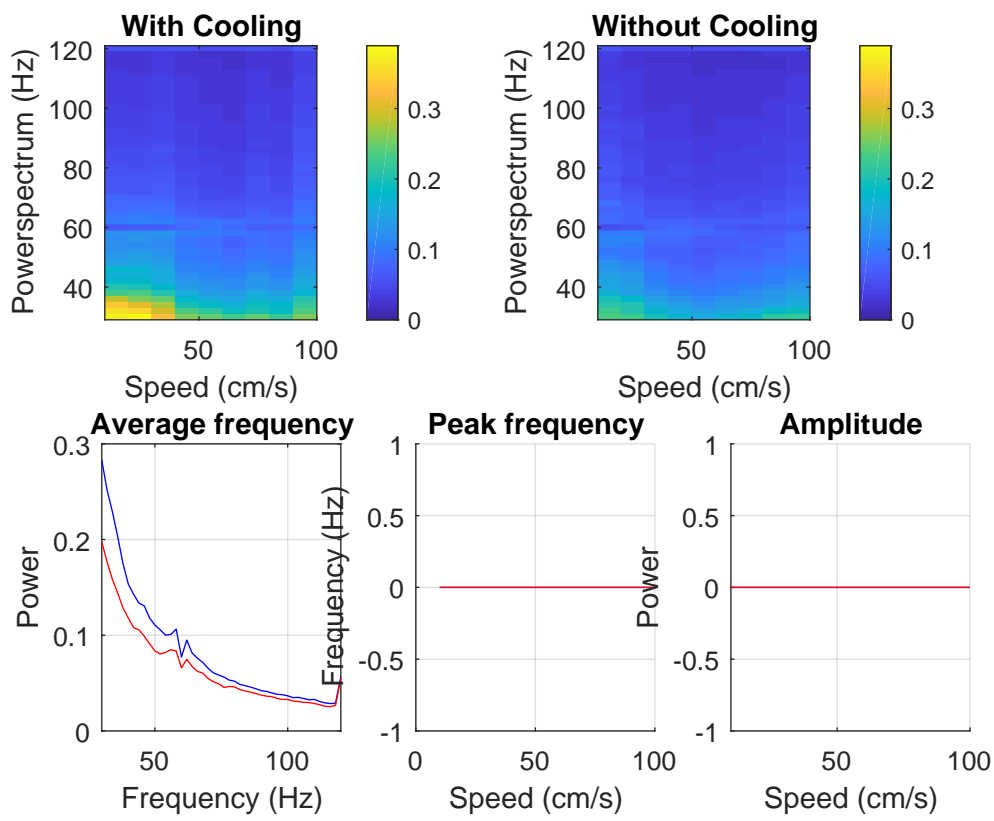 With Cooling
Powerspectrum (Hz)
120
100
80
60
40
50
100
Speed (cm/s)
0.3
0.2
0.1
0
Without Cooling
Powerspectrum (Hz)
120
100
80
60
40
50
100
Speed (cm/s)
0.3
0.2
0.1
0
Average frequency
Power
0.3
0.2
0.1
0
50
100
Frequency (Hz)
Peak frequency
Frequency (Hz)
1
0.5
0
-0.5
-1
0
50
100
Speed (cm/s)
Amplitude
Power
1
0.5
0
-0.5
-1
50
100
Speed (cm/s)